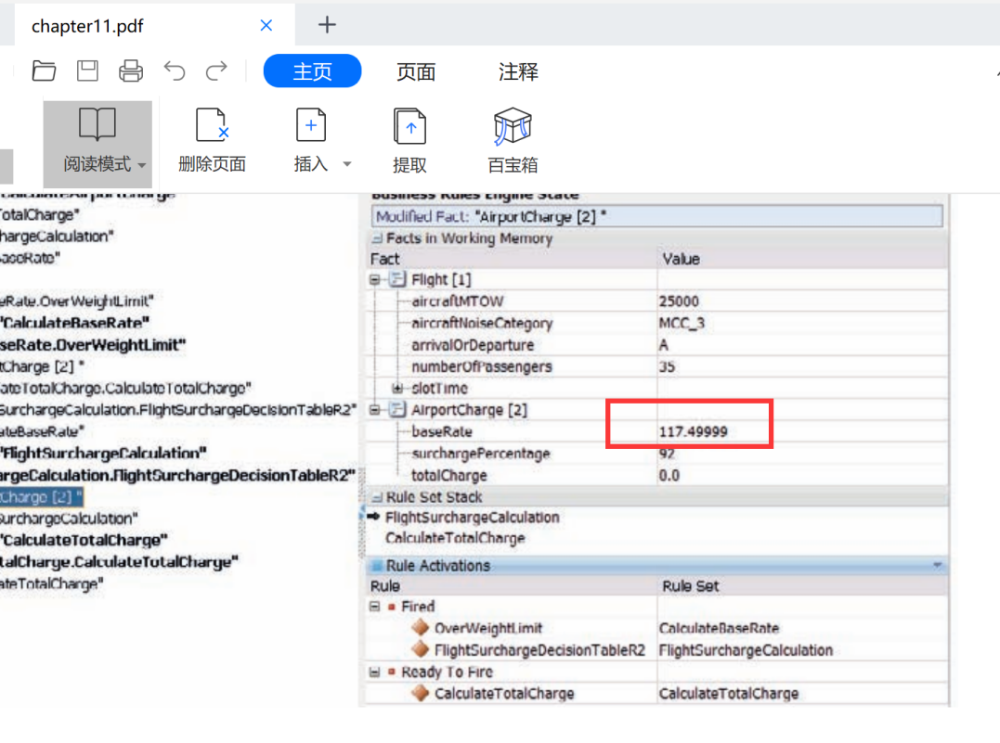 chapter11.pdf
主页
页面
注释
阅读模式
删除页面
插入
提取
百宝箱
CalculateAirportCharge
TotalCharge"
hargeCalculation"
BaseRate"
eRate.OverWeightLimit"
"CalculateBaseRate"
seRate.OverWeightLimit"
tCharge [2] "
ateTotalCharge.CalculateTotalCharge"
SurchargeCalculation.FlightSurchargeDecisionTableR2"
ateBaseRate"
"FlightSurchargeCalculation"
argeCalculation.FlightSurchargeDecisionTableR2"
Charge [2] "
SurchargeCalculation"
"CalculateTotalCharge"
talCharge.CalculateTotalCharge"
ateTotalCharge"
Business Rules Engine State
Modified Fact: "AirportCharge [2] "
Facts in Working Memory
Fact Value
Flight [1]
aircraftMTOW 25000
aircraftNoiseCategory MCC_3
arrivalOrDeparture A
numberOfPassengers 35
slotTime
AirportCharge [2]
baseRate 117.49999
surchargePercentage 92
totalCharge 0.0
Rule Set Stack
FlightSurchargeCalculation
CalculateTotalCharge
Rule Activations
Rule Rule Set
Fired
OverWeightLimit CalculateBaseRate
FlightSurchargeDecisionTableR2 FlightSurchargeCalculation
Ready To Fire
CalculateTotalCharge CalculateTotalCharge